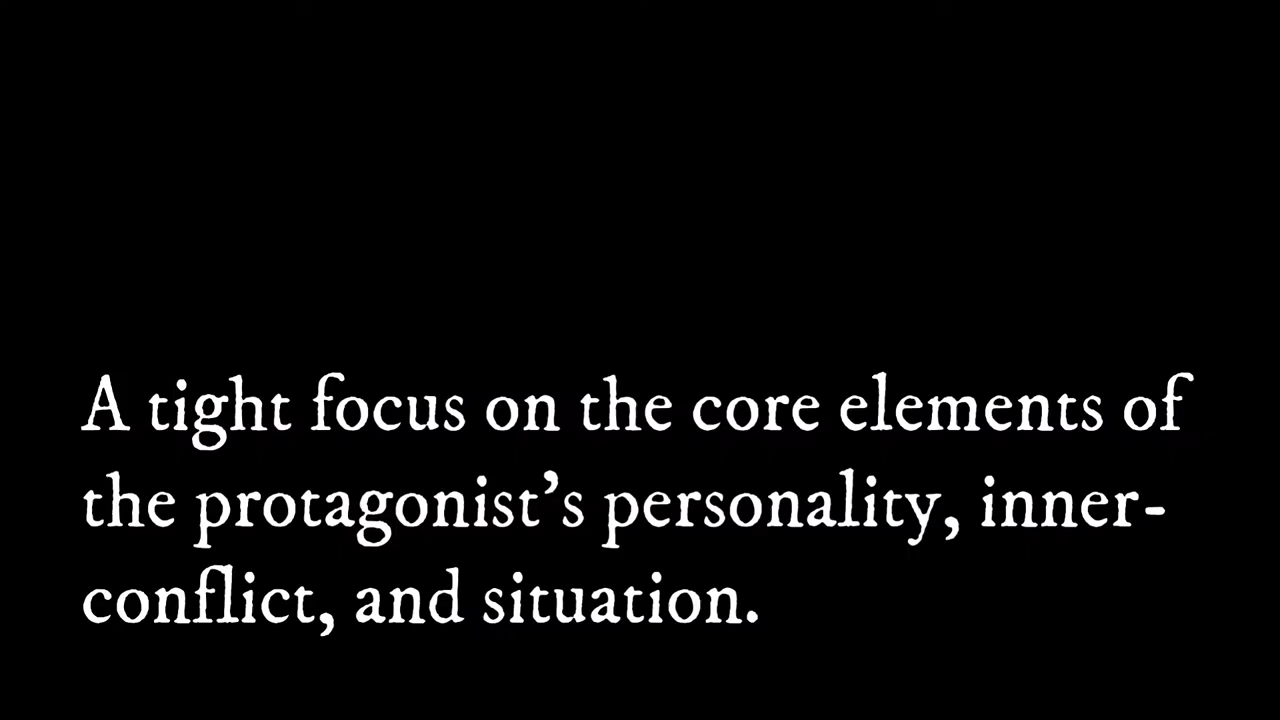 A tight focus on the core elements of
the protagonist’s personality, inner-
conflict, and situation.